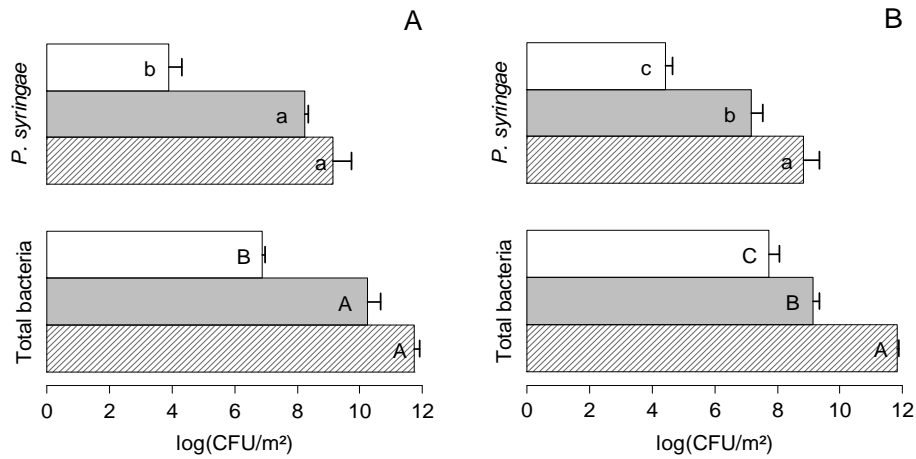 A
P. syringae
b
a
a
Total bacteria
B
A
A
0 2 4 6 8 10 12
log(CFU/m²)
B
P. syringae
c
b
a
Total bacteria
C
B
A
0 2 4 6 8 10 12
log(CFU/m²)